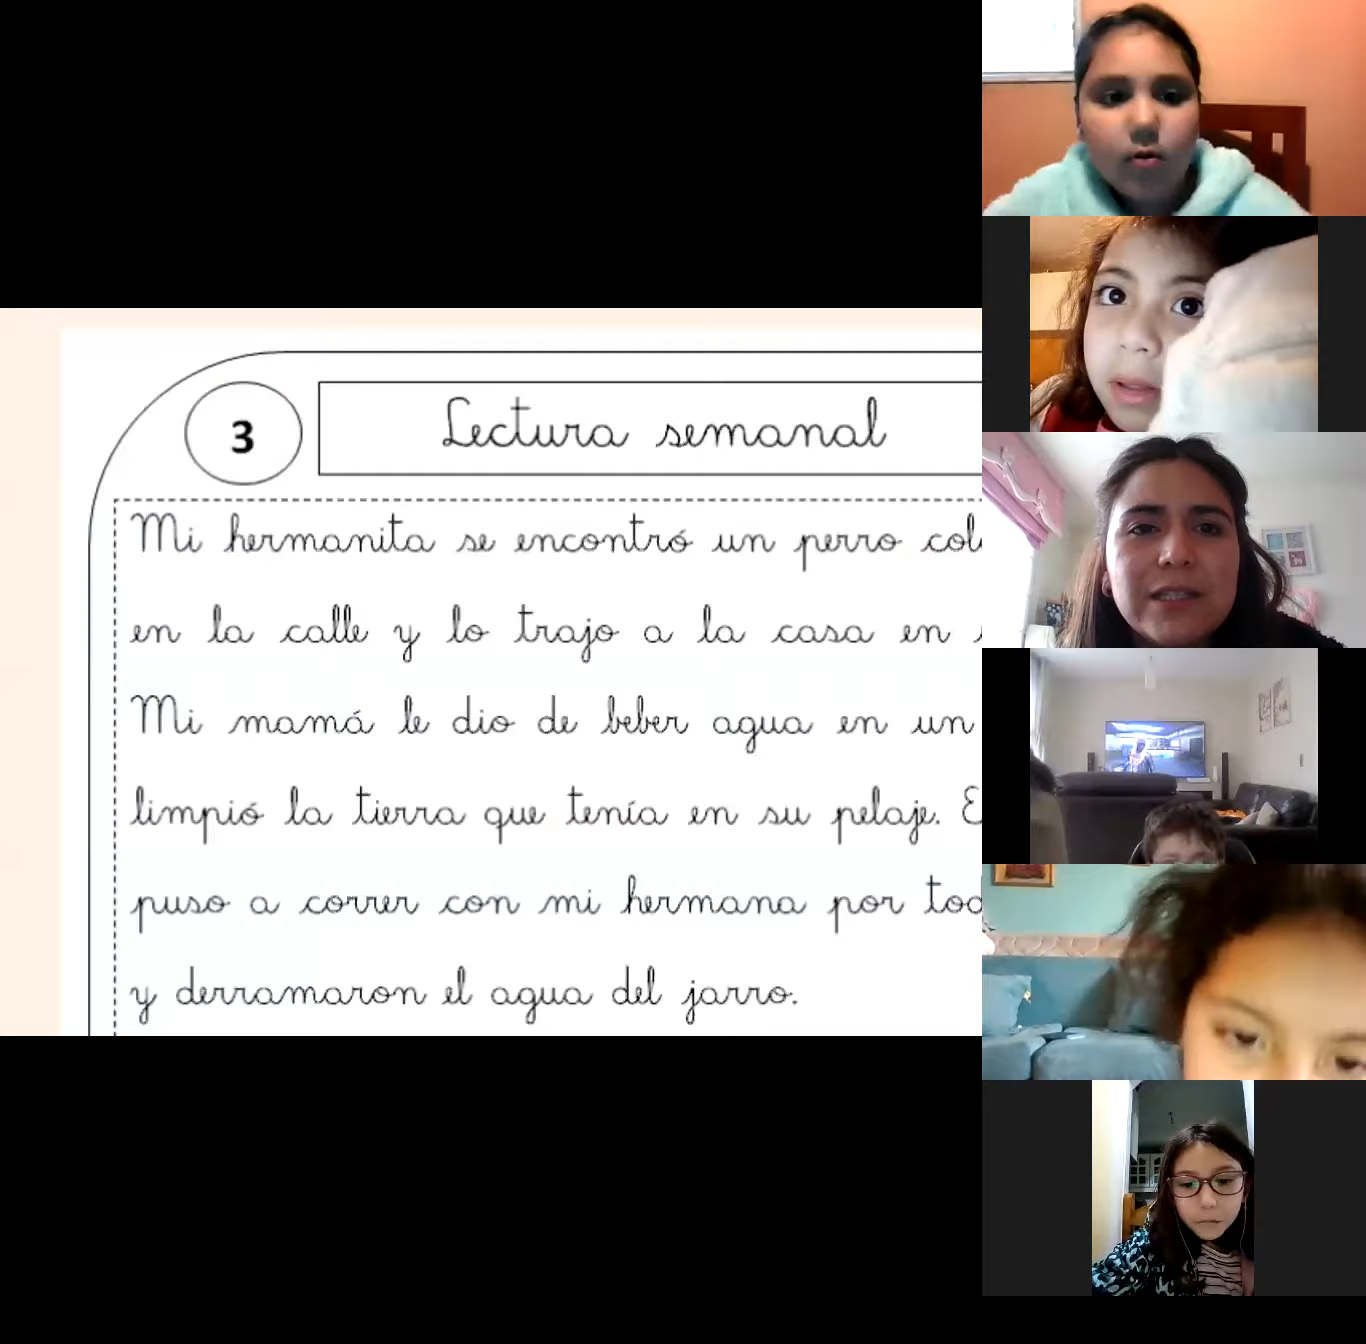 3
Lectura semanal
Mi hermanita se encontró un perro
en la calle y lo trajo a la casa en
Mi mamá le dio de beber agua en un
limpió la tierra que tenía en su pelaje.
puso a correr con mi hermana por
y derramaron el agua del jarro.